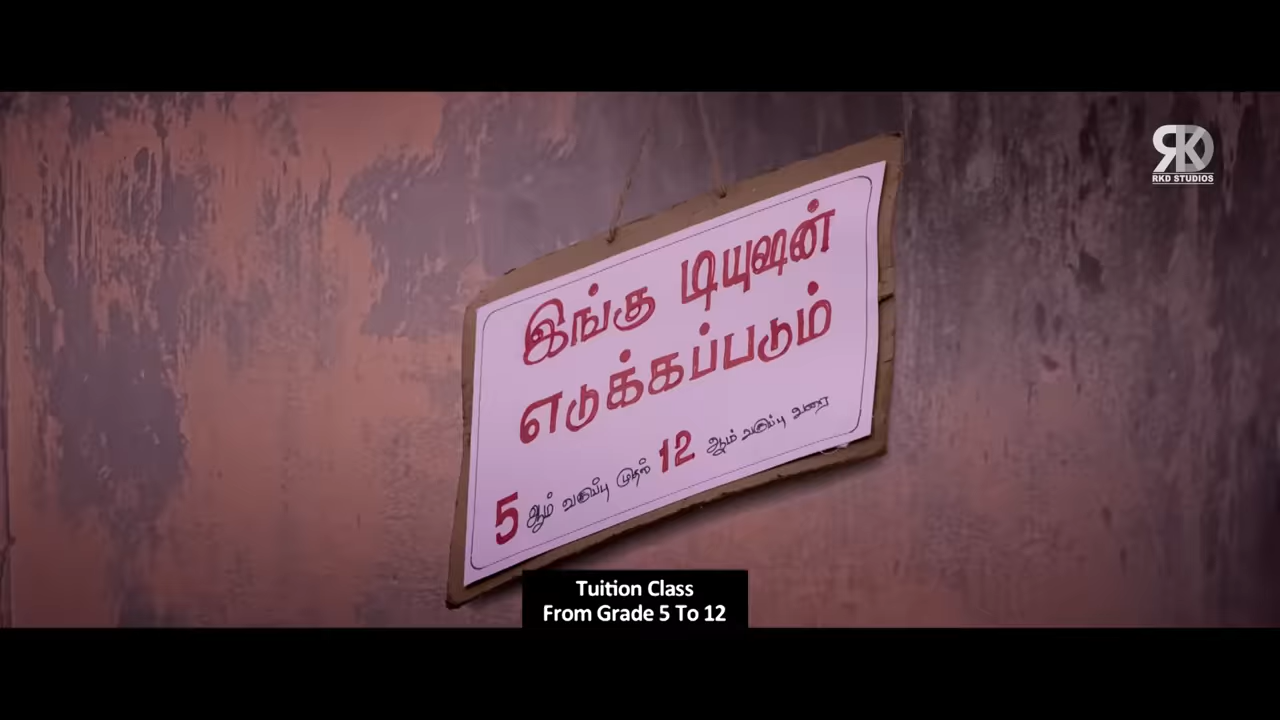 RKD STUDIOS
இங்கு டியுஷன்
எடுக்கப்படும்
5 ஆம் வகுப்பு முதல் 12 ஆம் வகுப்பு வரை
Tuition Class
From Grade 5 To 12